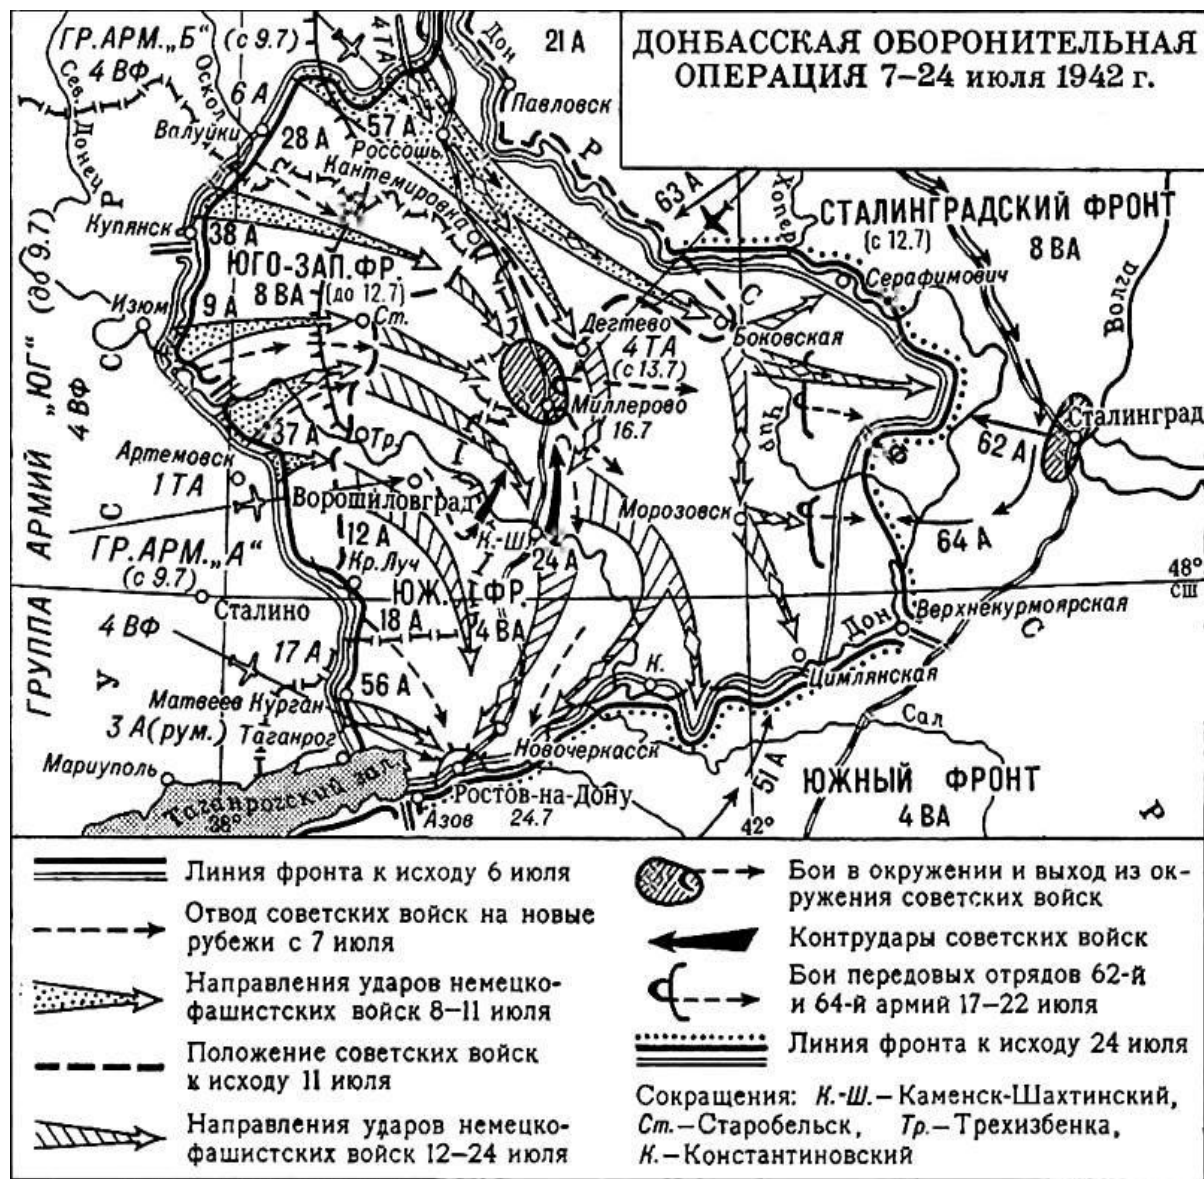 ДОНБАССКАЯ ОБОРОНИТЕЛЬНАЯ
ОПЕРАЦИЯ 7–24 июля 1942 г.
ГР.АРМ.„Б“ (с 9.7)
4 ВФ
Оскол
Сев. Донец
6 А
4 ТА
Дон
21 А
Павловск
Валуйки
28 А
57 А
Россошь
Кантемировка
Р
Р
63 А
Хопер
СТАЛИНГРАДСКИЙ ФРОНТ
(с 12.7)
8 ВА
Купянск
38 А
ЮГО-ЗАП.ФР.
8 ВА (до 12.7)
Серафимович
Волга
ГРУППА АРМИЙ „ЮГ“ (до 9.7)
4 ВФ
Изюм
9 А
Ст.
С
С
Дегтево
4 ТА
(с 13.7)
Боковская
Миллерово
16.7
Чир
Сталинград
62 А
37 А
Тр.
Артемовск
1 ТА
Ворошиловград
С
Морозовск
64 А
К.-Ш.
24 А
12 А
Кр. Луч
ГР.АРМ.„А“
(с 9.7)
Сталино
ЮЖ. ФР.
18 А
4 ВА
48°
СШ
Верхнекурмоярская
Дон
С
4 ВФ
17 А
У
56 А
Матвеев Курган
К.
Цимлянская
Сал
3 А (рум.)
Таганрог
Новочеркасск
51 А
Мариуполь
Таганрогский зал.
Ростов-на-Дону
24.7
Азов
38°
42°
ЮЖНЫЙ ФРОНТ
4 ВА
Р
Линия фронта к исходу 6 июля
Отвод советских войск на новые
рубежи с 7 июля
Направления ударов немецко-
фашистских войск 8–11 июля
Положение советских войск
к исходу 11 июля
Направления ударов немецко-
фашистских войск 12–24 июля
Бои в окружении и выход из ок-
ружения советских войск
Контрудары советских войск
Бои передовых отрядов 62-й
и 64-й армий 17–22 июля
Линия фронта к исходу 24 июля
Сокращения: К.-Ш.–Каменск-Шахтинский,
Ст.–Старобельск, Тр.–Трехизбенка,
К.–Константиновский